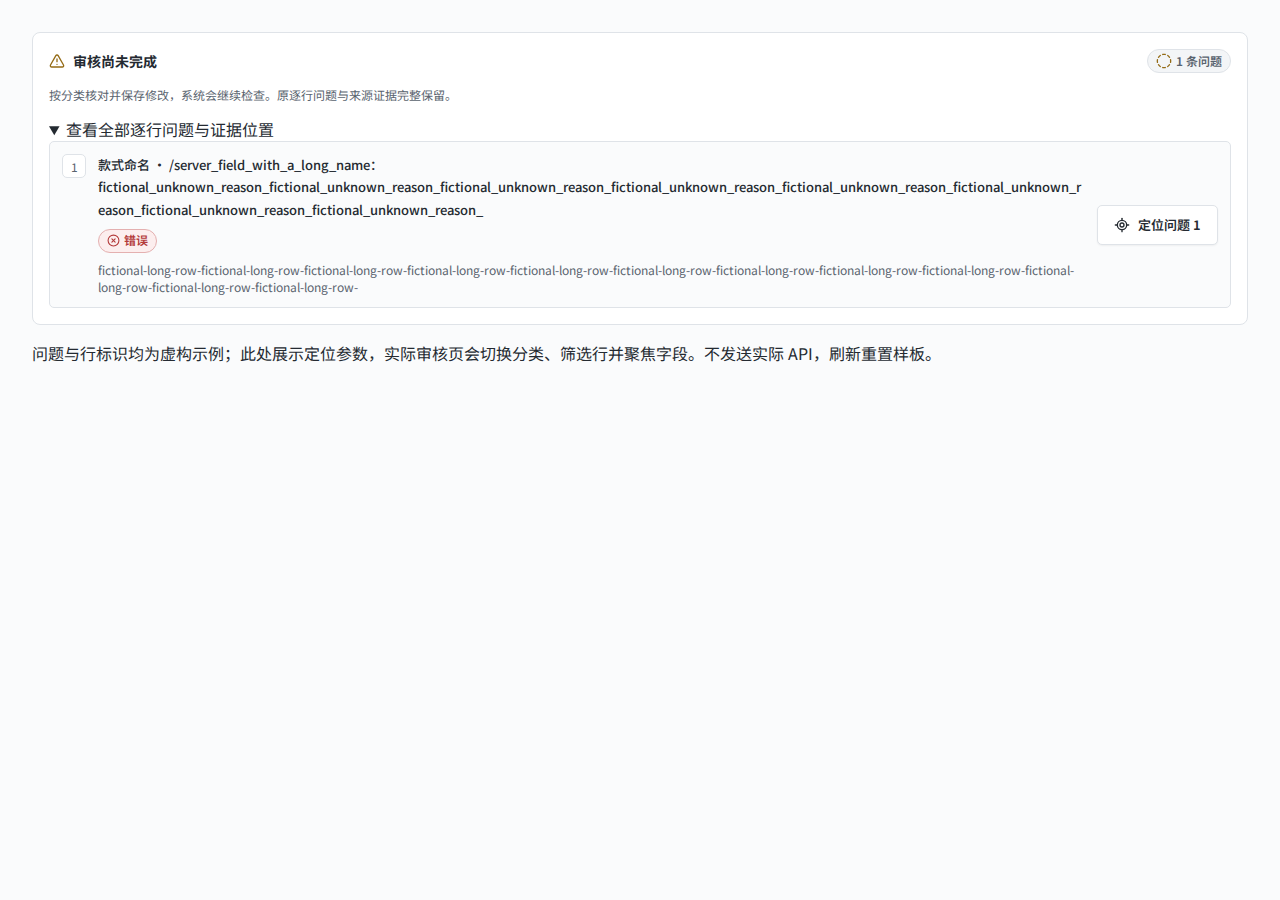 审核尚未完成
1 条问题
按分类核对并保存修改，系统会继续检查。原逐行问题与来源证据完整保留。
▼ 查看全部逐行问题与证据位置
1
款式命名 · /server_field_with_a_long_name：
fictional_unknown_reason_fictional_unknown_reason_fictional_unknown_reason_fictional_unknown_reason_fictional_unknown_reason_fictional_unknown_r
eason_fictional_unknown_reason_fictional_unknown_reason_
错误
定位问题 1
fictional-long-row-fictional-long-row-fictional-long-row-fictional-long-row-fictional-long-row-fictional-long-row-fictional-long-row-fictional-long-row-fictional-long-row-fictional-
long-row-fictional-long-row-fictional-long-row-
问题与行标识均为虚构示例；此处展示定位参数，实际审核页会切换分类、筛选行并聚焦字段。不发送实际 API，刷新重置样板。